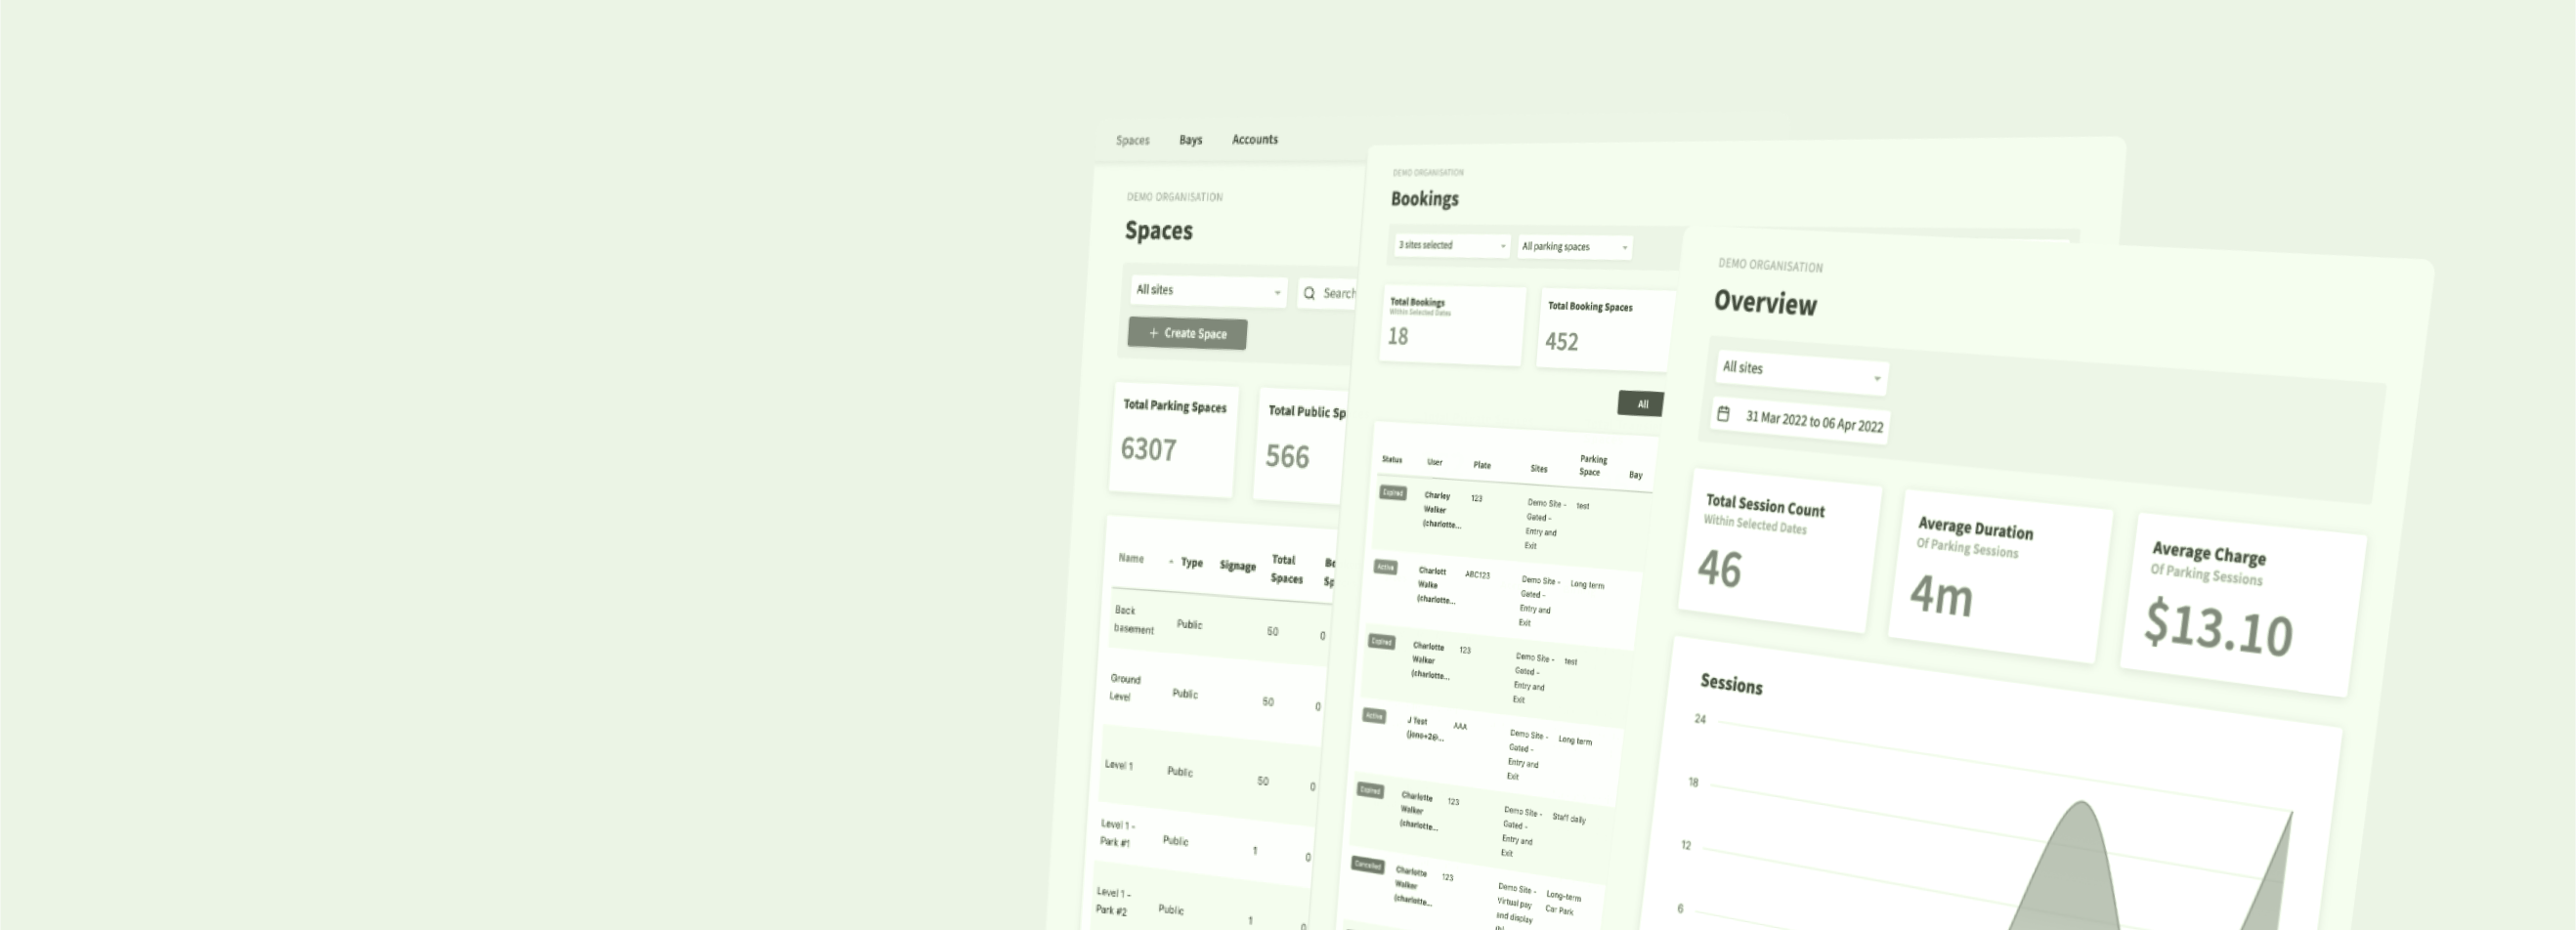 Spaces Bays Accounts
DEMO ORGANISATION
Spaces
All sites
Search
+ Create Space
Total Parking Spaces
6307
Total Public Sp
566
Name Type Signage Total Spaces
Back basement Public 50 0
Ground Level Public 50 0
Level 1 Public 50 0
Level 1 - Park #1 Public 1 0
Level 1 - Park #2 Public 1
DEMO ORGANISATION
Bookings
3 sites selected
All parking spaces
Total Bookings
Within Selected Dates
18
Total Booking Spaces
452
All
Status User Plate Sites Parking Space Bay
Expired Charley Walker (charlotte... 123 Demo Site - Gated - Entry and Exit test
Active Charlott Walke (charlotte... ABC123 Demo Site - Gated - Entry and Exit Long term
Expired Charlotte Walker (charlotte... 123 Demo Site - Gated - Entry and Exit test
Active J Test (jono+2@... AAA Demo Site - Gated - Entry and Exit Long term
Expired Charlotte Walker (charlotte... 123 Demo Site - Gated - Entry and Exit Staff daily
Cancelled Charlotte Walker (charlotte... 123 Demo Site - Virtual pay and display Long-term Car Park
DEMO ORGANISATION
Overview
All sites
31 Mar 2022 to 06 Apr 2022
Total Session Count
Within Selected Dates
46
Average Duration
Of Parking Sessions
4m
Average Charge
Of Parking Sessions
$13.10
Sessions
24
18
12
6